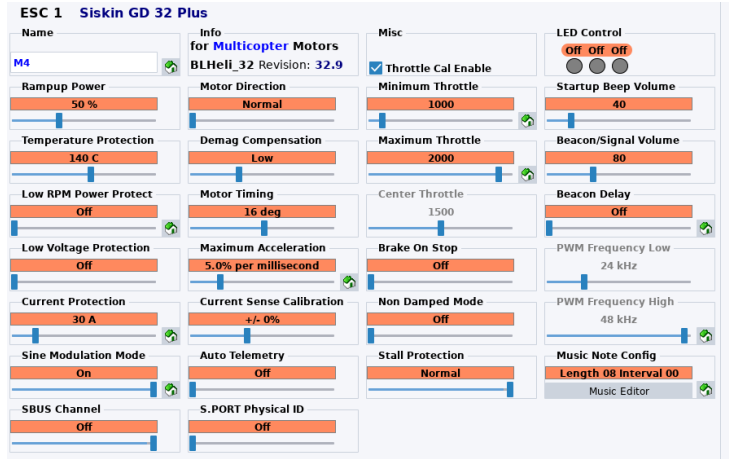 ESC 1 Siskin GD 32 Plus
Name
Info
Misc
LED Control
M4
for Multicopter Motors
BLHeli_32 Revision: 32.9
Throttle Cal Enable
Off Off Off
Rampup Power
Motor Direction
Minimum Throttle
Startup Beep Volume
50 %
Normal
1000
40
Temperature Protection
Demag Compensation
Maximum Throttle
Beacon/Signal Volume
140 C
Low
2000
80
Low RPM Power Protect
Motor Timing
Center Throttle
Beacon Delay
Off
16 deg
1500
Off
Low Voltage Protection
Maximum Acceleration
Brake On Stop
PWM Frequency Low
Off
5.0% per millisecond
Off
24 kHz
Current Protection
Current Sense Calibration
Non Damped Mode
PWM Frequency High
30 A
+/- 0%
Off
48 kHz
Sine Modulation Mode
Auto Telemetry
Stall Protection
Music Note Config
On
Off
Normal
Length 08 Interval 00
Music Editor
SBUS Channel
S.PORT Physical ID
Off
Off